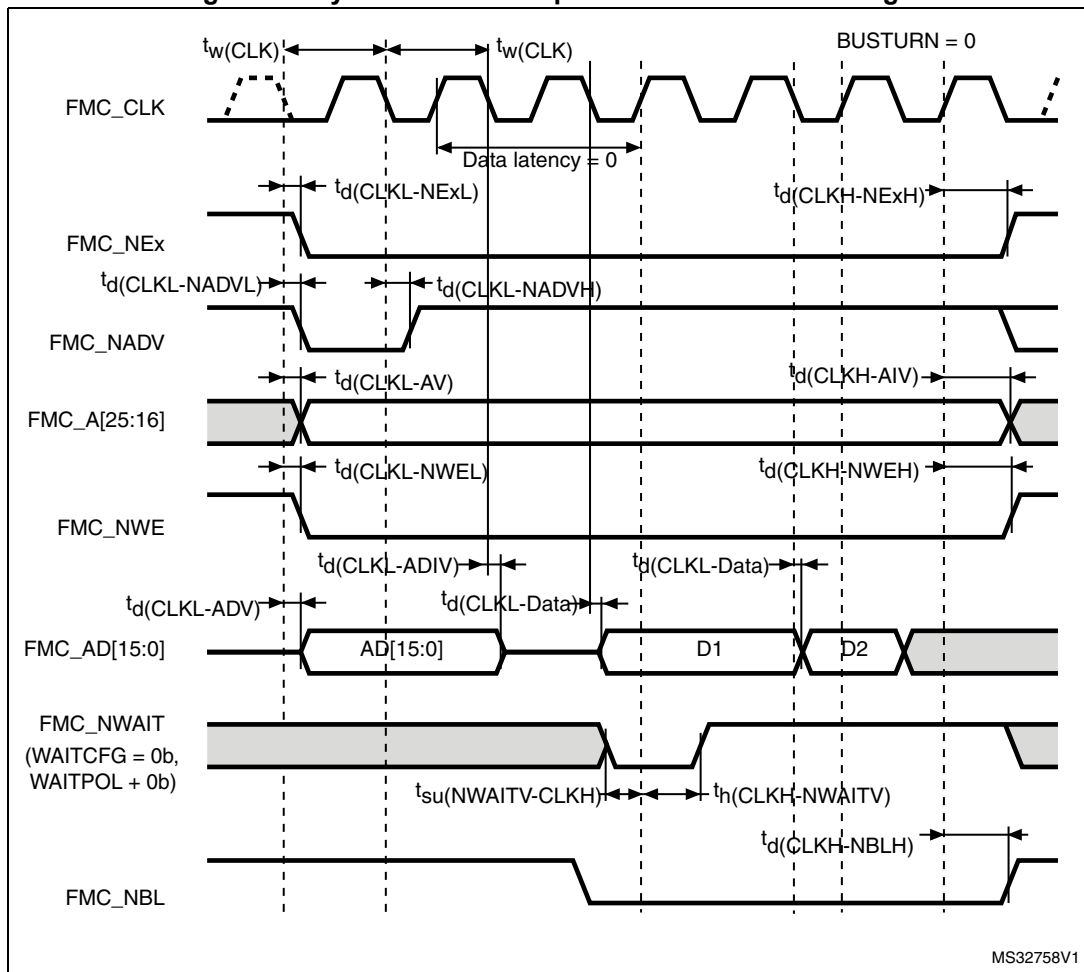 tw(CLK) tw(CLK) BUSTURN = 0
FMC_CLK
Data latency = 0
td(CLKL-NExL) td(CLKH-NExH)
FMC_NEx
td(CLKL-NADVL) td(CLKL-NADVH)
FMC_NADV
td(CLKL-AV) td(CLKH-AIV)
FMC_A[25:16]
td(CLKL-NWEL) td(CLKH-NWEH)
FMC_NWE
td(CLKL-ADIV) td(CLKL-Data)
td(CLKL-ADV) td(CLKL-Data)
FMC_AD[15:0] AD[15:0] D1 D2
FMC_NWAIT
(WAITCFG = 0b,
WAITPOL + 0b)
tsu(NWAITV-CLKH) th(CLKH-NWAITV)
td(CLKH-NBLH)
FMC_NBL
MS32758V1